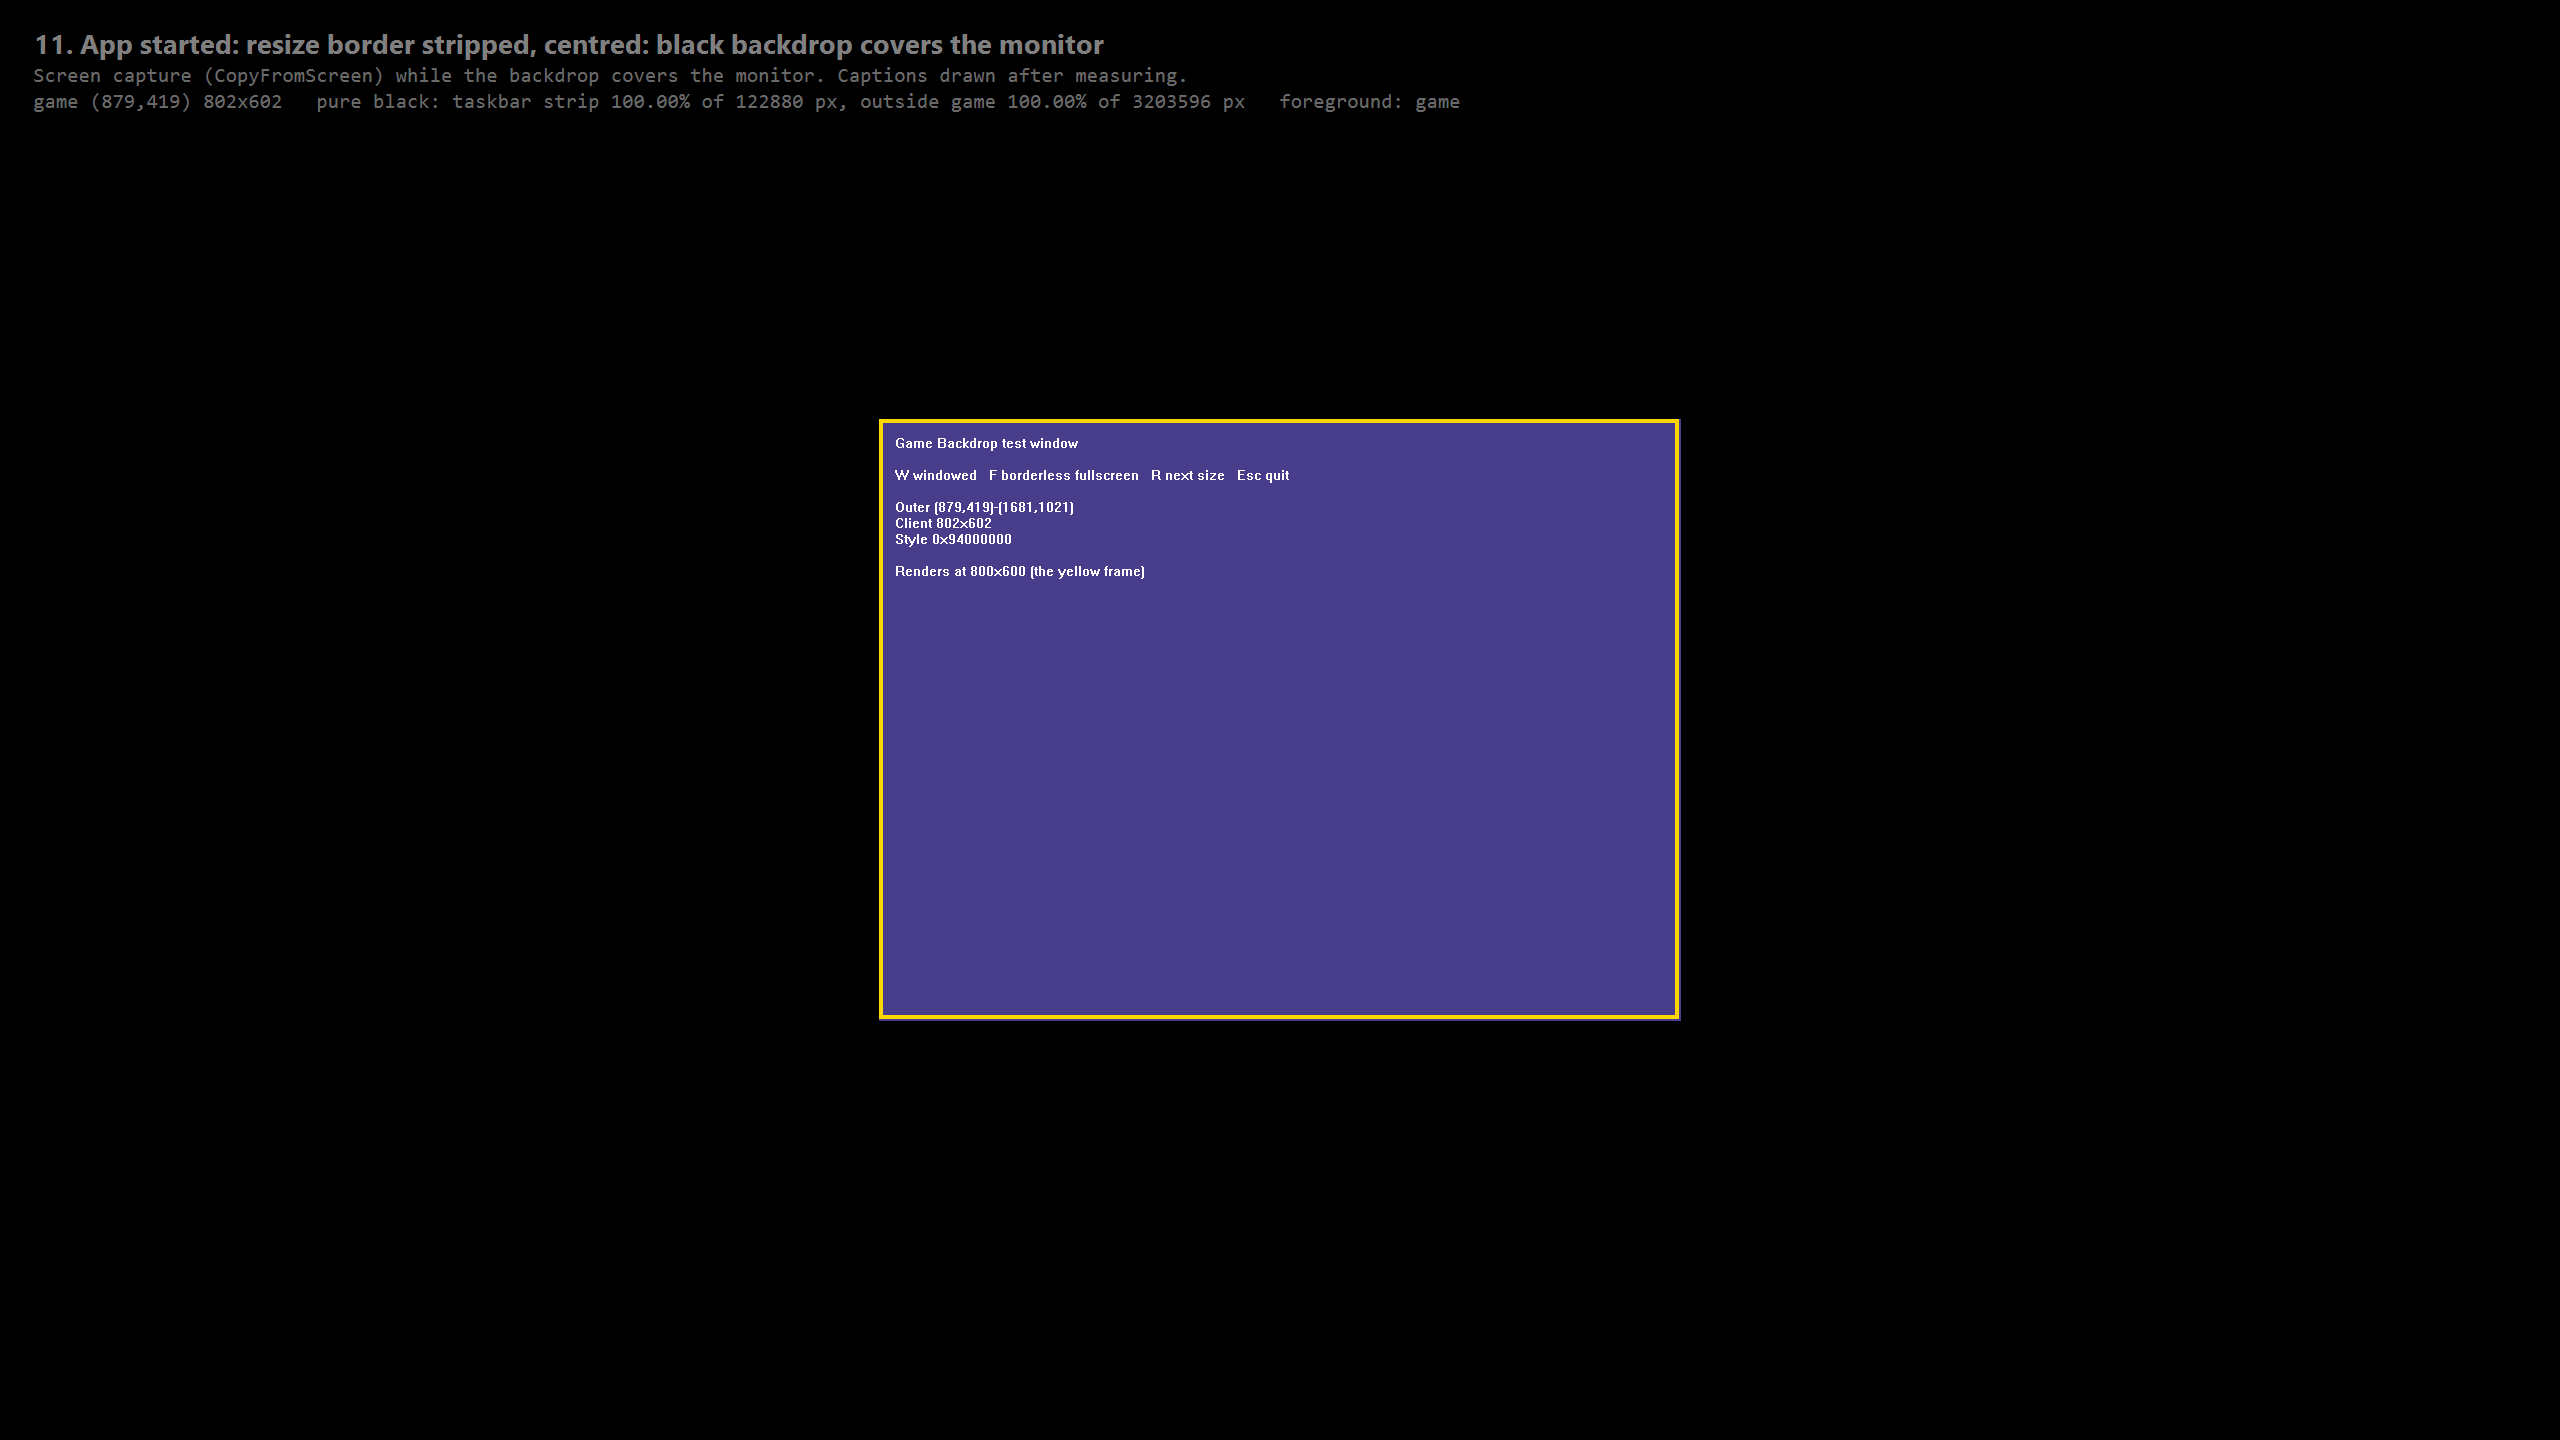 11. App started: resize border stripped, centred: black backdrop covers the monitor
Screen capture (CopyFromScreen) while the backdrop covers the monitor. Captions drawn after measuring.
game (879,419) 802x602   pure black: taskbar strip 100.00% of 122880 px, outside game 100.00% of 3203596 px   foreground: game
Game Backdrop test window
W windowed   F borderless fullscreen   R next size   Esc quit
Outer (879,419)-(1681,1021)
Client 802x602
Style 0x94000000
Renders at 800x600 (the yellow frame)